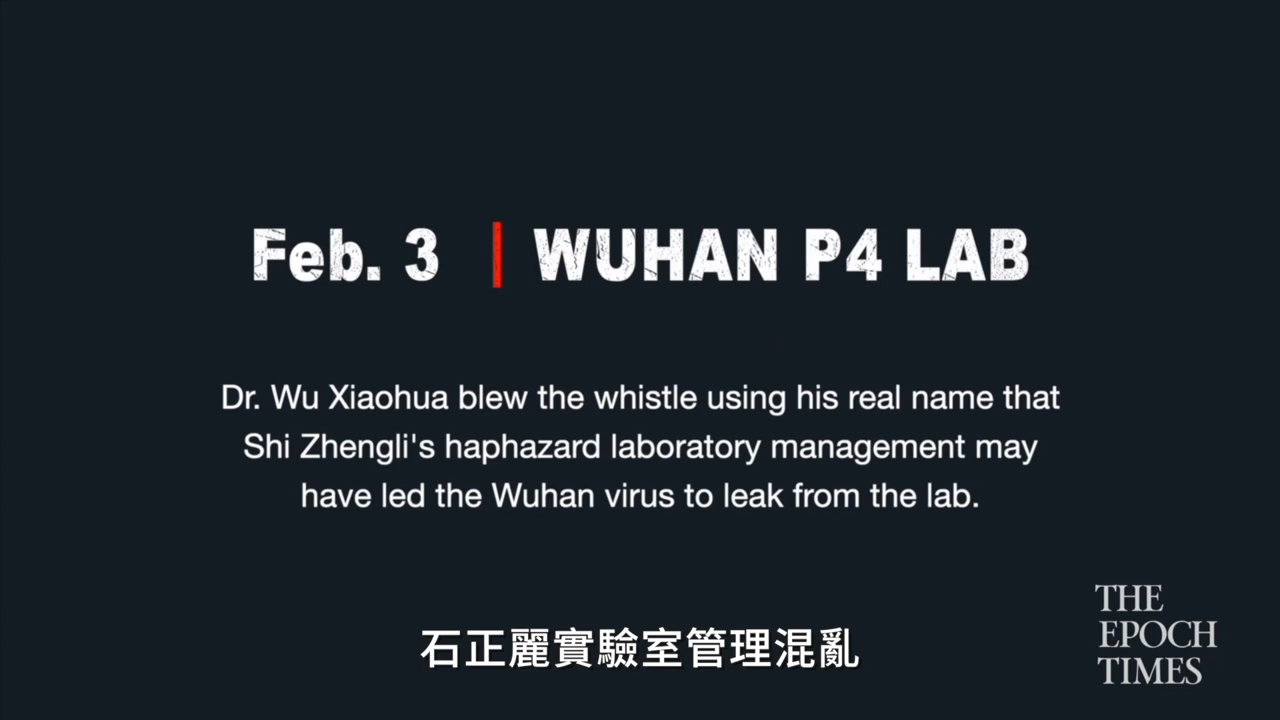 Feb. 3 | WUHAN P4 LAB
Dr. Wu Xiaohua blew the whistle using his real name that
Shi Zhengli's haphazard laboratory management may
have led the Wuhan virus to leak from the lab.
石正麗實驗室管理混亂
THE
EPOCH
TIMES